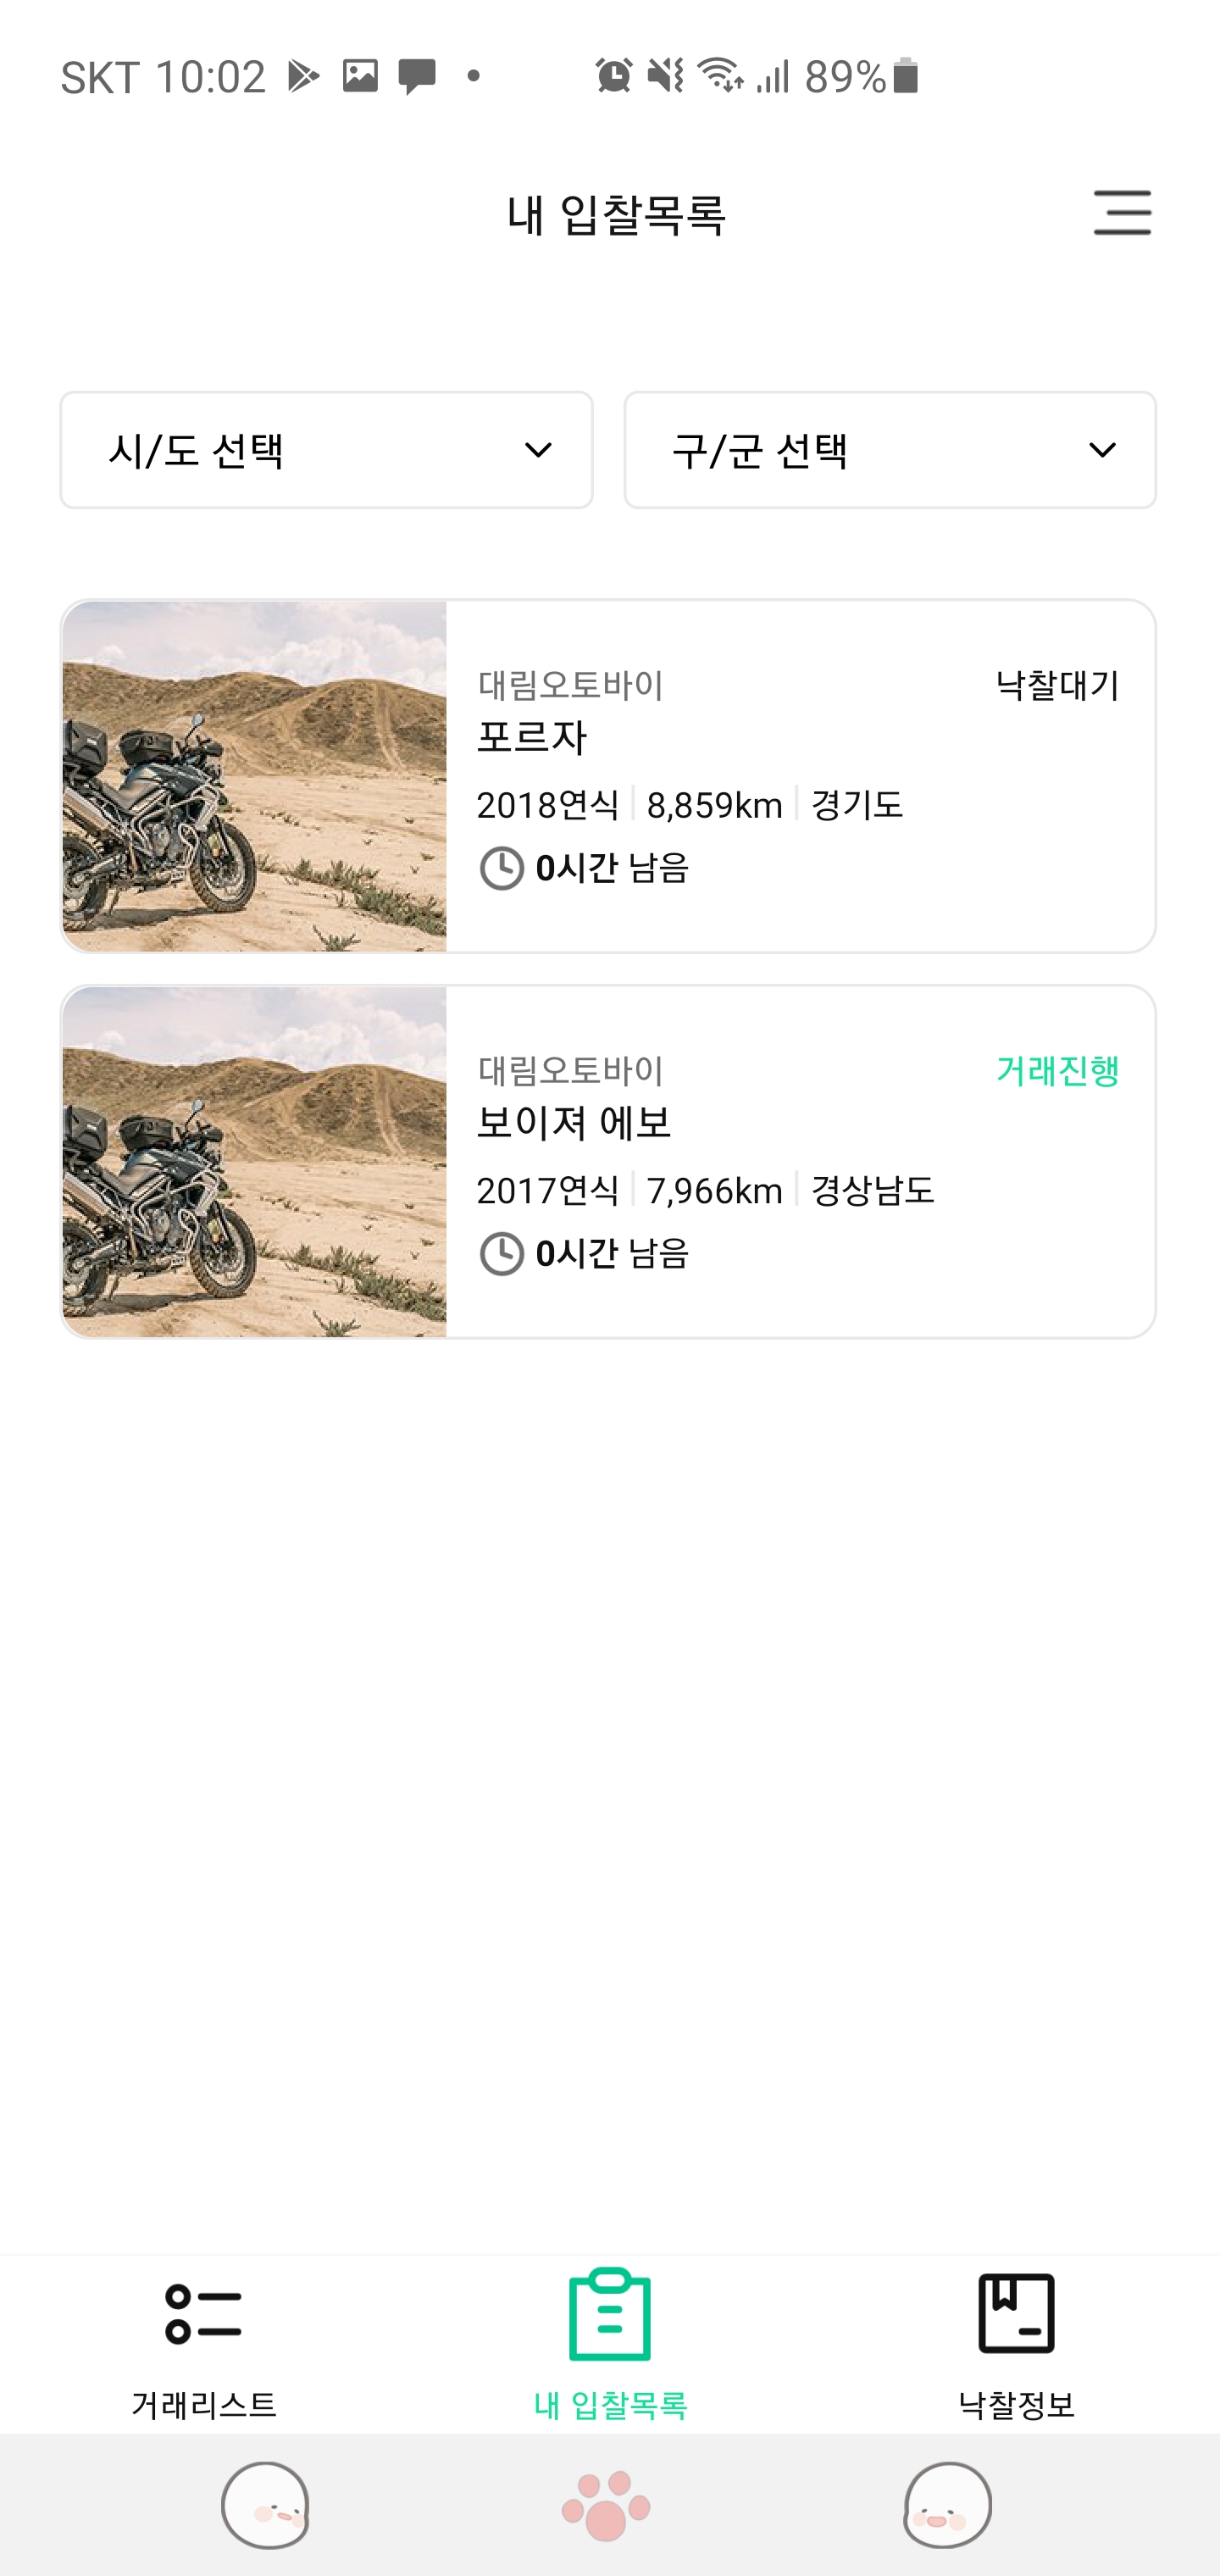 SKT 10:02 89%
내 입찰목록
시/도 선택 구/군 선택
대림오토바이 낙찰대기
포르자
2018연식 8,859km 경기도
0시간 남음
대림오토바이 거래진행
보이져 에보
2017연식 7,966km 경상남도
0시간 남음
거래리스트 내 입찰목록 낙찰정보